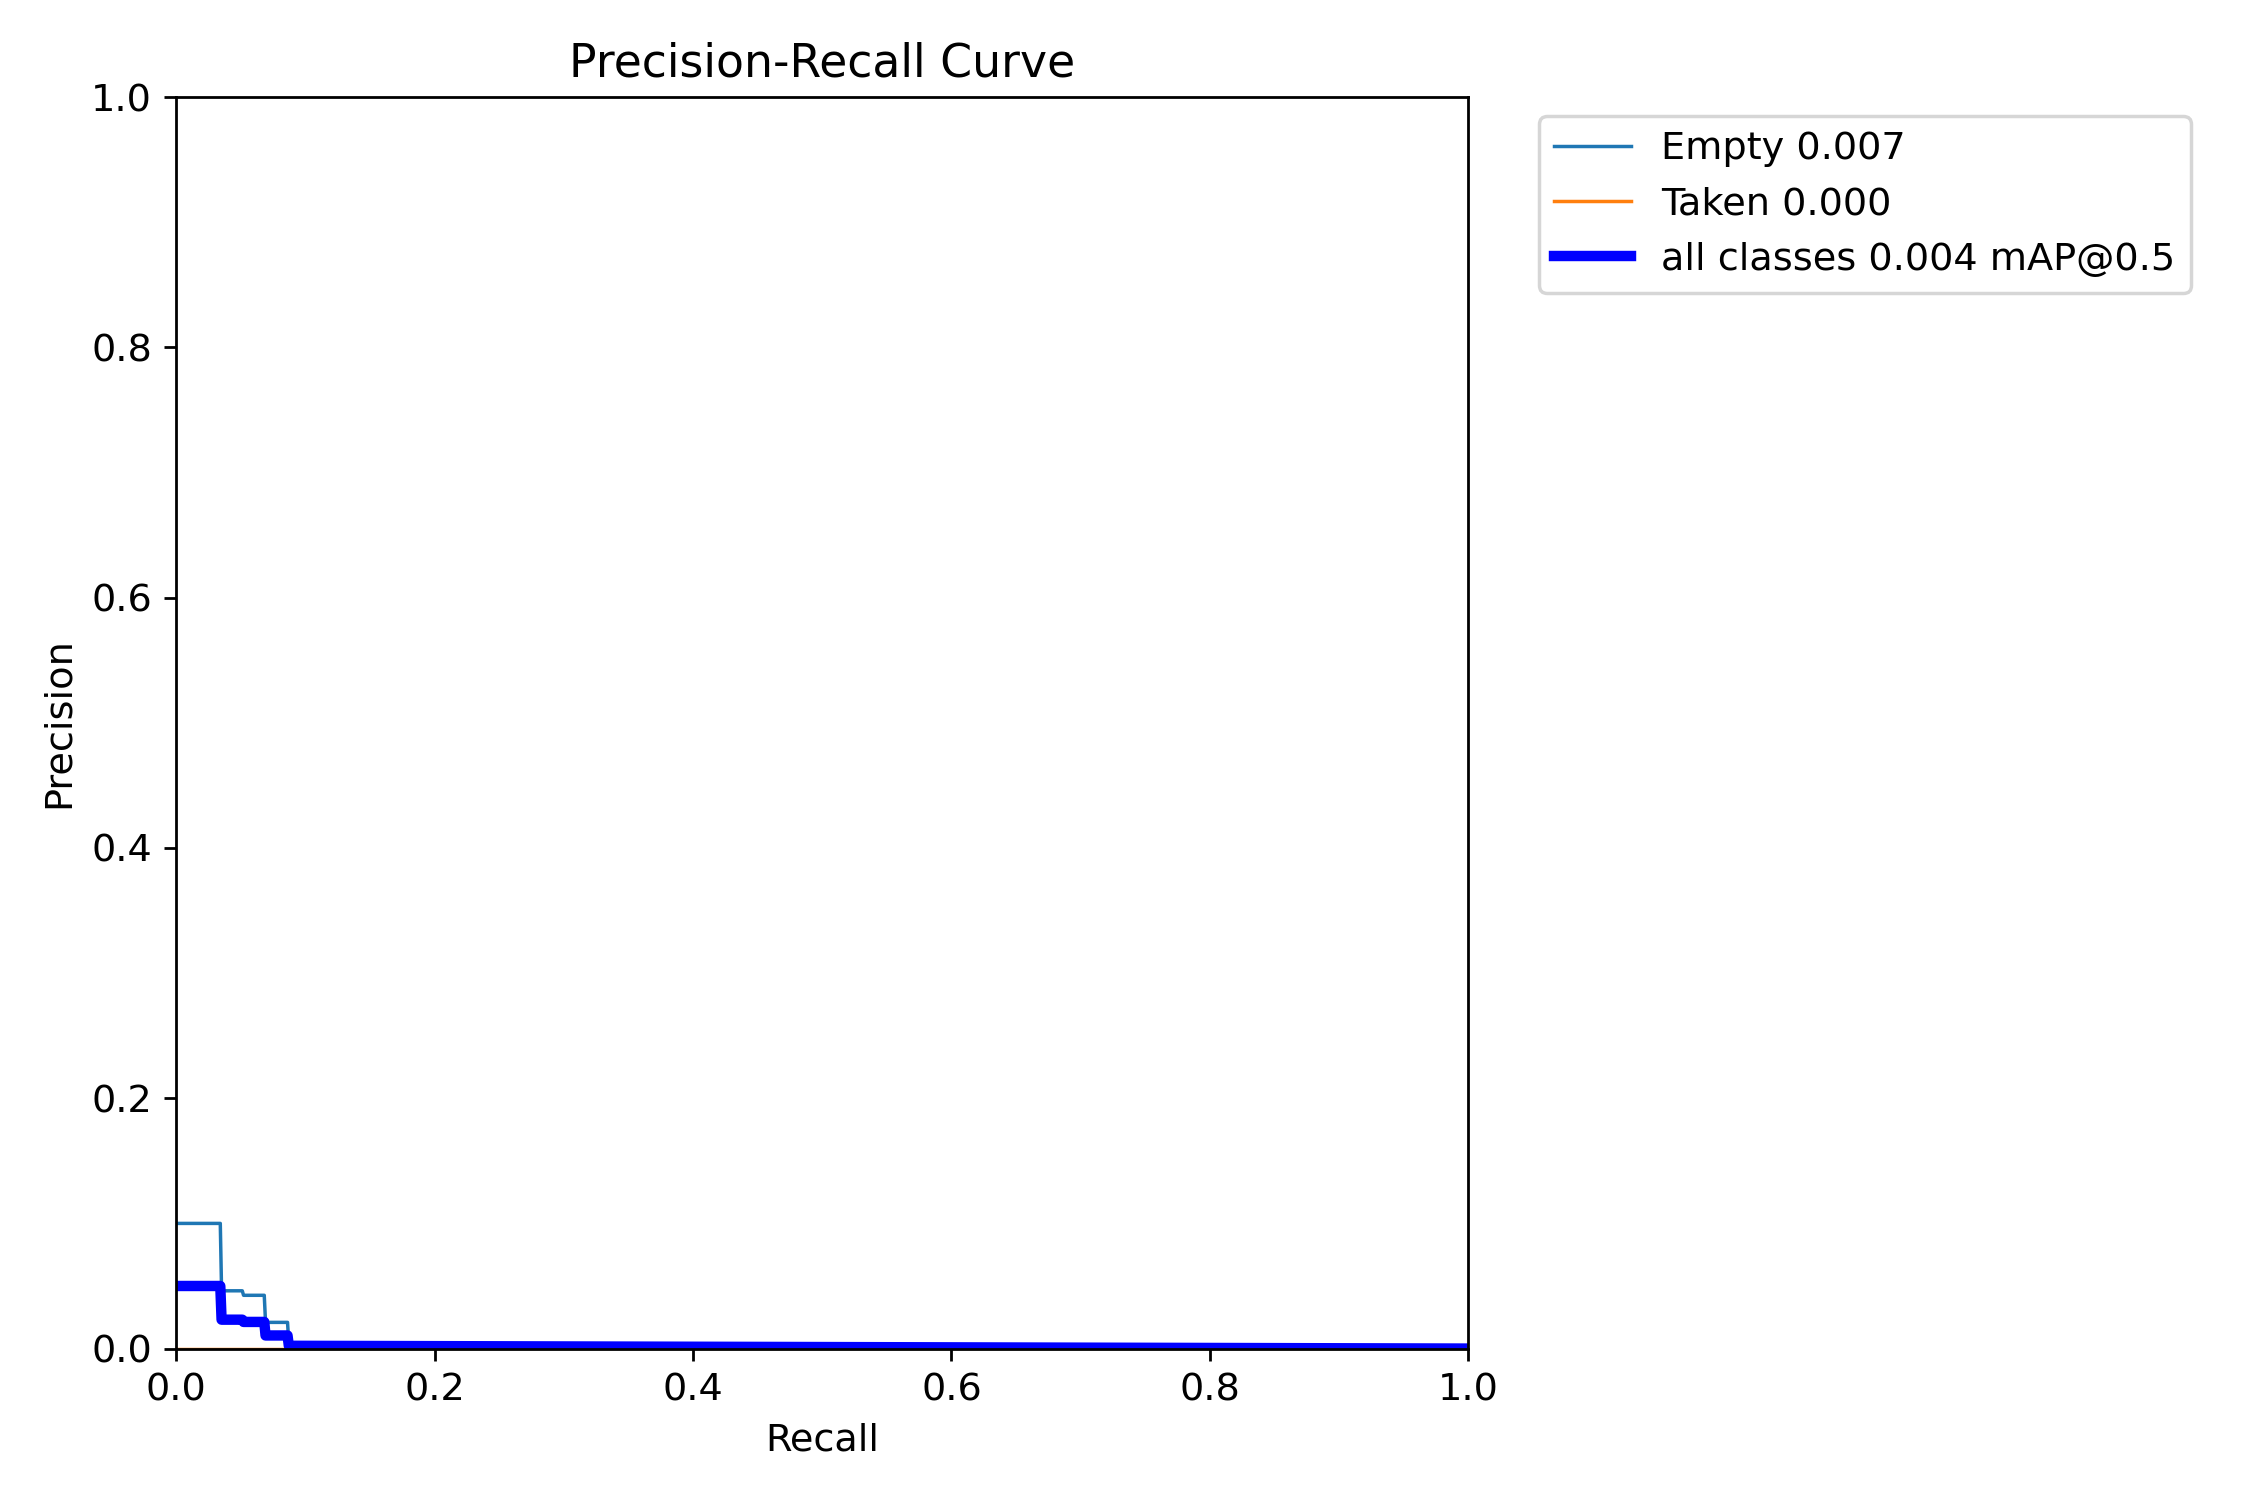 Precision-Recall Curve
1.0
0.8
0.6
0.4
0.2
0.0
Precision
0.0 0.2 0.4 0.6 0.8 1.0
Recall
Empty 0.007
Taken 0.000
all classes 0.004 mAP@0.5